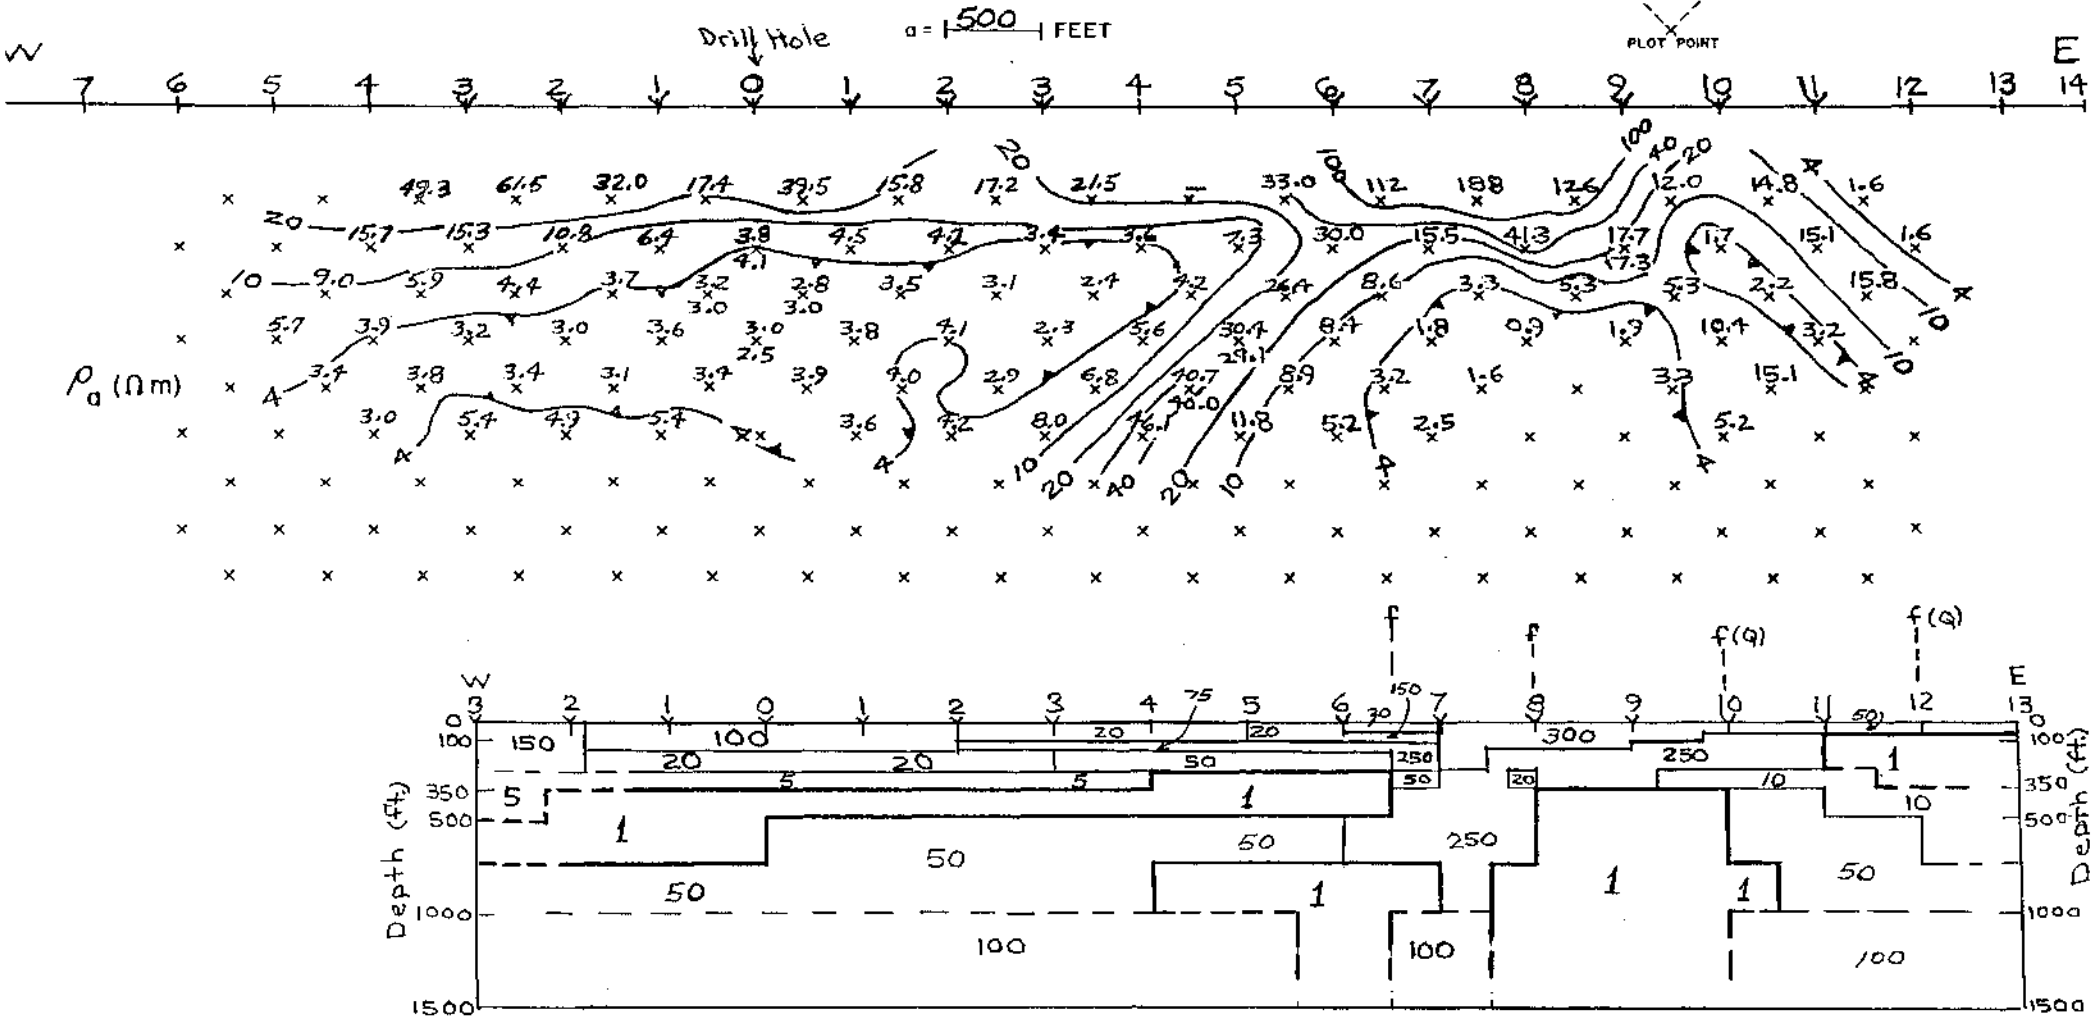 a = 500 FEET
Drill Hole
PLOT POINT
W E
7 6 5 4 3 2 1 0 1 2 3 4 5 6 7 8 9 10 11 12 13 14
20 10 100 40 20 4
49.3 61.5 32.0 17.4 39.5 15.8 17.2 21.5 — 33.0 112 188 126 12.0 14.8 1.6
20 15.7 15.3 10.8 6.4 3.8 4.5 4.2 3.4 3.6 7.3 30.0 15.5 41.3 17.7 1.7 15.1 1.6
4.1 17.3
10 9.0 5.9 4.4 3.7 3.2 2.8 3.5 3.1 2.4 4.2 26.4 8.6 3.3 5.3 5.3 2.2 15.8
3.0 3.0 10
5.7 3.9 3.2 3.0 3.6 3.0 3.8 4.1 2.3 5.6 30.4 8.4 1.8 0.9 1.9 10.4 3.2
2.5 29.1 10
ρa (Ωm) 4 3.4 3.8 3.4 3.1 3.4 3.9 4.0 2.9 6.8 40.7 8.9 3.2 1.6 3.3 15.1 4
40.0
3.0 5.4 4.9 5.4 3.6 4.2 8.0 46.1 11.8 5.2 2.5 5.2
4 4 10 20 40 20 10 4 4
f f f(Q) f(Q)
W E
3 2 1 0 1 2 3 4 75 5 6 150 7 8 9 10 11 12 13
0 30 50 0
100 150 100 20 20 300 100
20 20 50 250 250 1
5 5 50 20 10
350 5 1 10 350
500 1 500
50 50 250 1 1 50
50 1
1000 1000
100 100 100
1500 1500
Depth (ft) Depth (ft.)